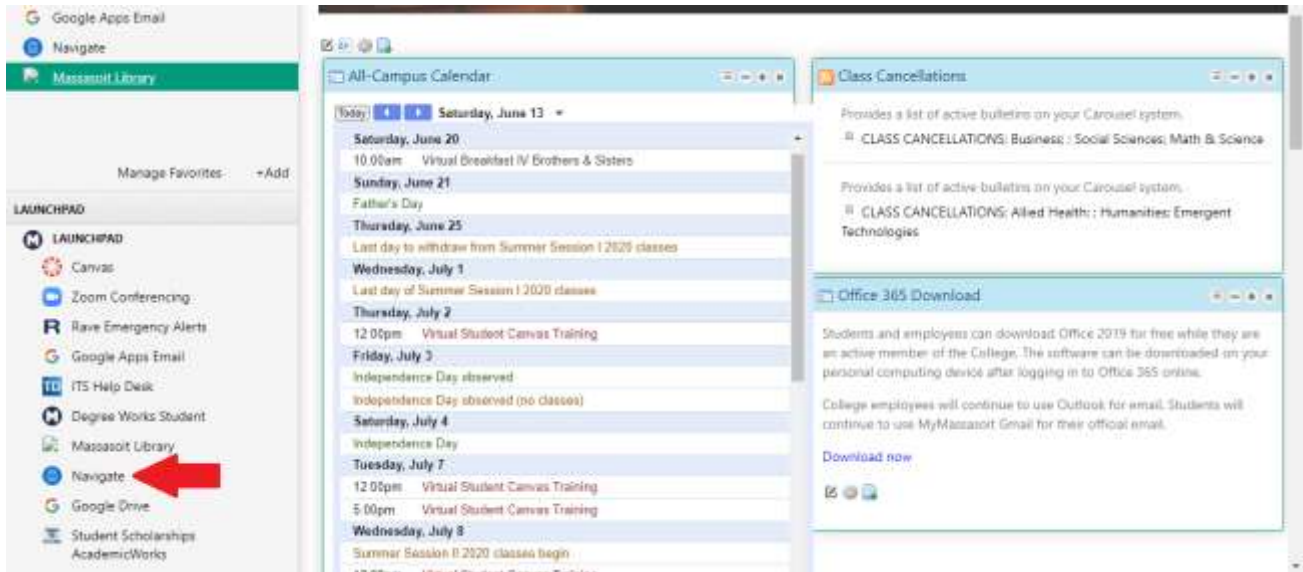 Google Apps Email
Navigate
Massasoit Library
Manage Favorites +Add
LAUNCHPAD
LAUNCHPAD
Canvas
Zoom Conferencing
Rave Emergency Alerts
Google Apps Email
ITS Help Desk
Degree Works Student
Massasoit Library
Navigate
Google Drive
Student Scholarships
AcademicWorks
All-Campus Calendar
Today Saturday, June 13
Saturday, June 20
10:00am Virtual Breakfast IV Brothers & Sisters
Sunday, June 21
Father's Day
Thursday, June 25
Last day to withdraw from Summer Session I 2020 classes
Wednesday, July 1
Last day of Summer Session I 2020 classes
Thursday, July 2
12:00pm Virtual Student Canvas Training
Friday, July 3
Independence Day observed
Independence Day observed (no classes)
Saturday, July 4
Independence Day
Tuesday, July 7
12:00pm Virtual Student Canvas Training
5:00pm Virtual Student Canvas Training
Wednesday, July 8
Summer Session II 2020 classes begin
12:00pm Virtual Student Canvas Training
Class Cancellations
Provides a list of active bulletins on your Carousel system.
CLASS CANCELLATIONS: Business: : Social Sciences; Math & Science
Provides a list of active bulletins on your Carousel system.
CLASS CANCELLATIONS: Allied Health: : Humanities: Emergent
Technologies
Office 365 Download
Students and employees can download Office 2019 for free while they are
an active member of the College. The software can be downloaded on your
personal computing device after logging in to Office 365 online.
College employees will continue to use Outlook for email. Students will
continue to use MyMassasoit Gmail for their offical email.
Download now